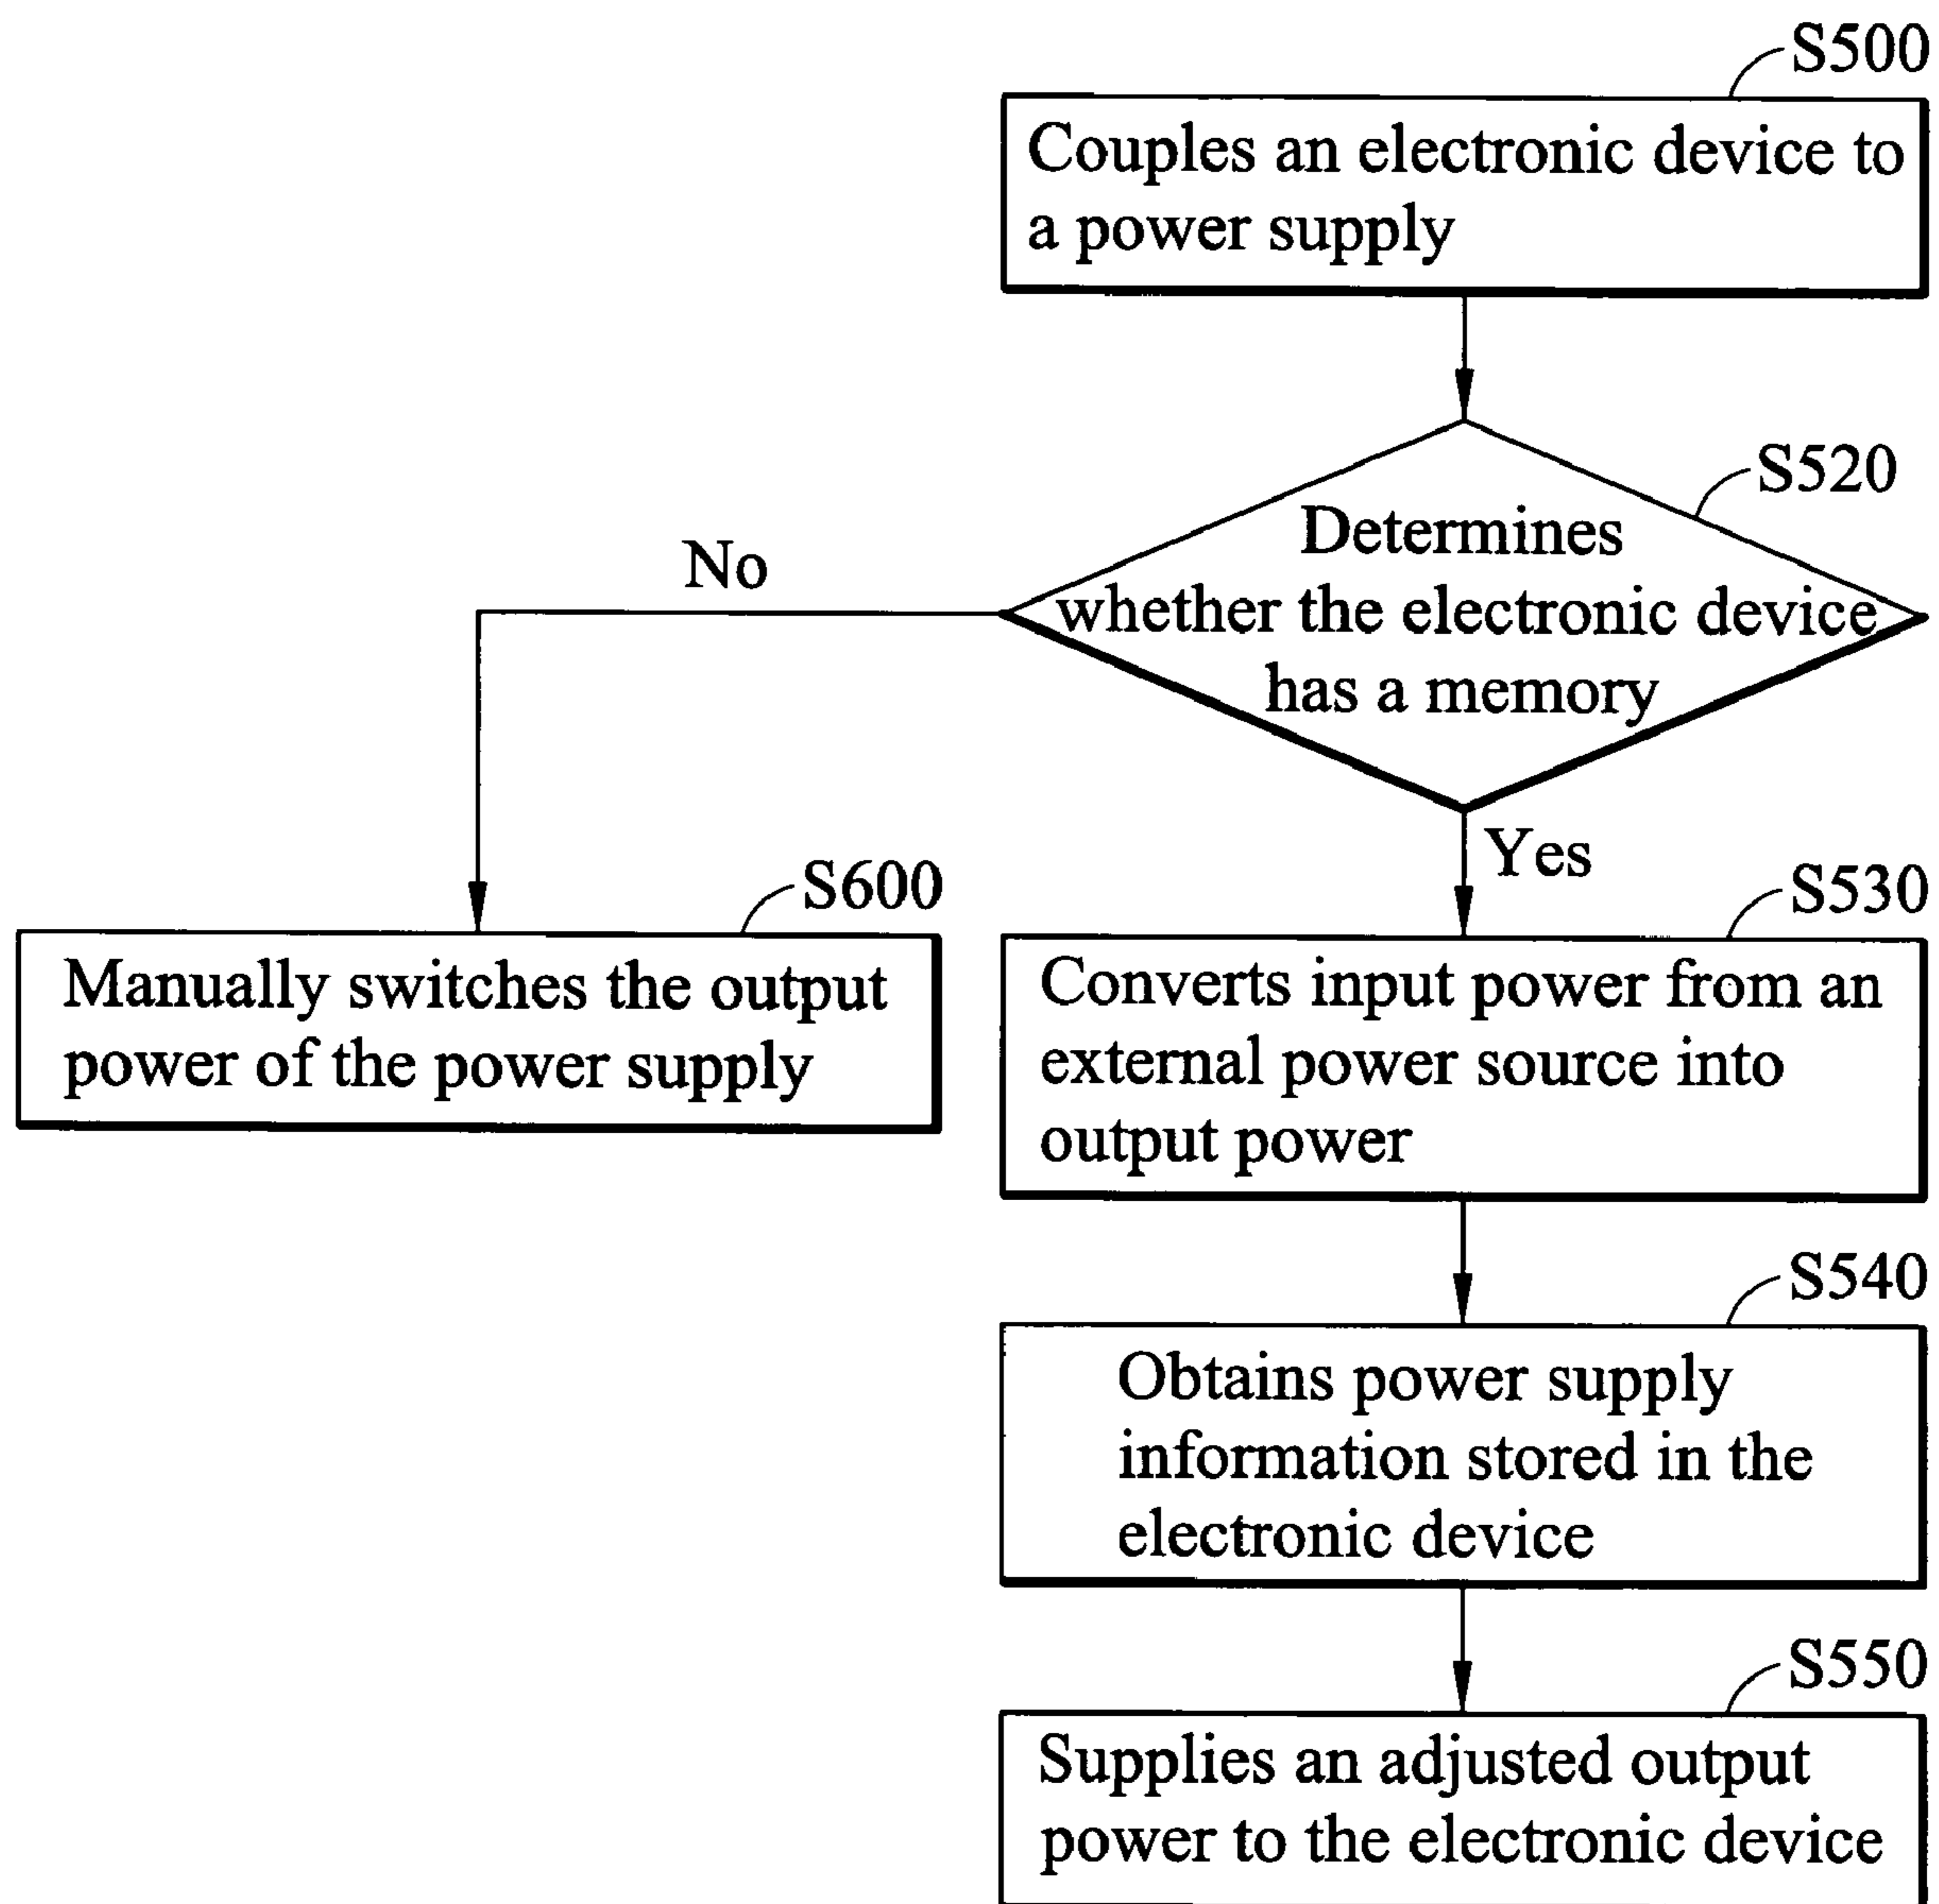 S500
Couples an electronic device to
a power supply
S520
Determines
whether the electronic device
has a memory
No
Yes
S600
Manually switches the output
power of the power supply
S530
Converts input power from an
external power source into
output power
S540
Obtains power supply
information stored in the
electronic device
S550
Supplies an adjusted output
power to the electronic device